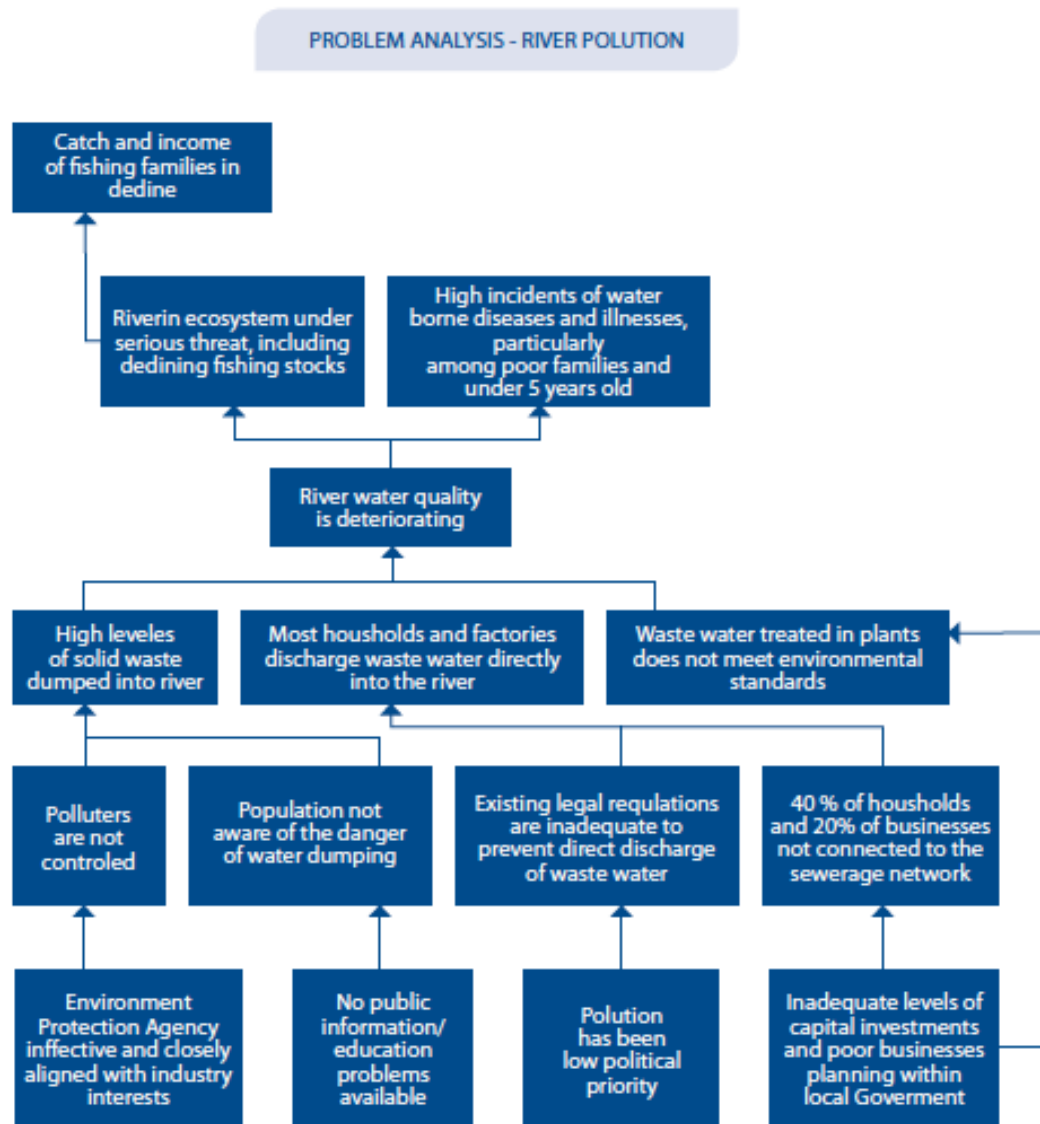 PROBLEM ANALYSIS - RIVER POLUTION
Catch and income
of fishing families in
dedine
Riverin ecosystem under
serious threat, including
dedining fishing stocks
High incidents of water
borne diseases and illnesses,
particularly
among poor families and
under 5 years old
River water quality
is deteriorating
High leveles
of solid waste
dumped into river
Most housholds and factories
discharge waste water directly
into the river
Waste water treated in plants
does not meet environmental
standards
Polluters
are not
controled
Population not
aware of the danger
of water dumping
Existing legal requlations
are inadequate to
prevent direct discharge
of waste water
40 % of housholds
and 20% of businesses
not connected to the
sewerage network
Environment
Protection Agency
inffective and closely
aligned with industry
interests
No public
information/
education
problems
available
Polution
has been
low political
priority
Inadequate levels of
capital investments
and poor businesses
planning within
local Goverment